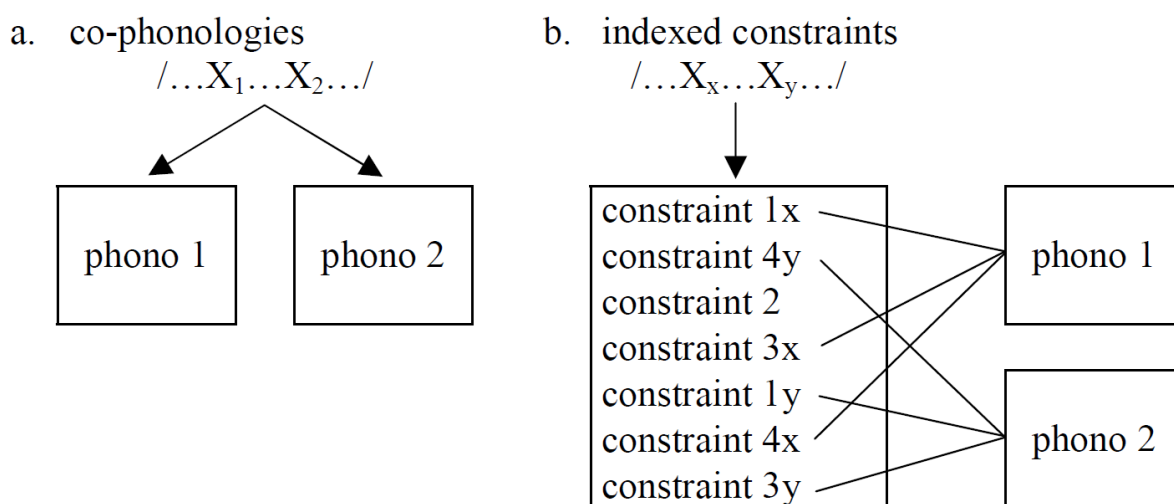 a. co-phonologies
/…X₁…X₂…/
phono 1
phono 2
b. indexed constraints
/…Xₓ…Xᵧ…/
constraint 1x
constraint 4y
constraint 2
constraint 3x
constraint 1y
constraint 4x
constraint 3y
phono 1
phono 2